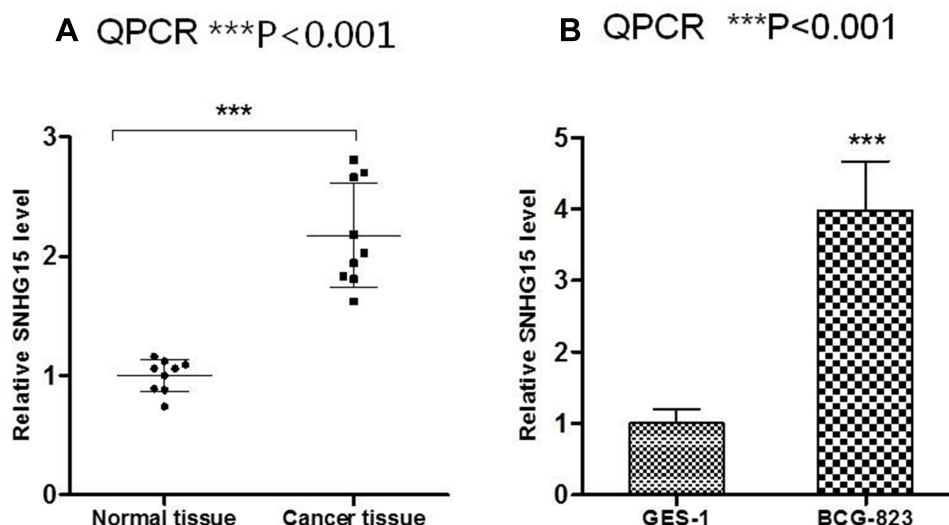 A QPCR ***P<0.001
***
3
2
1
0
Relative SNHG15 level
Normal tissue Cancer tissue
B QPCR ***P<0.001
***
5
4
3
2
1
0
Relative SNHG15 level
GES-1 BCG-823